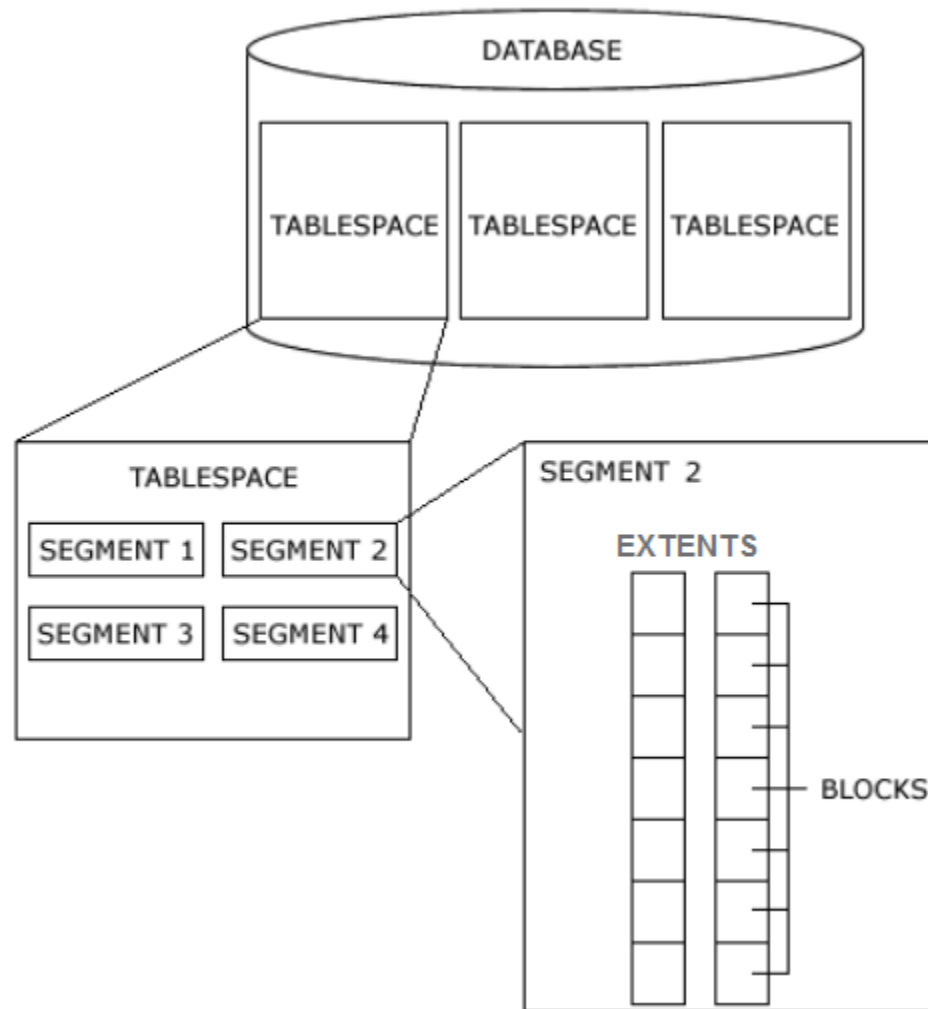 DATABASE
TABLESPACE TABLESPACE TABLESPACE
TABLESPACE
SEGMENT 1 SEGMENT 2
SEGMENT 3 SEGMENT 4
SEGMENT 2
EXTENTS
BLOCKS